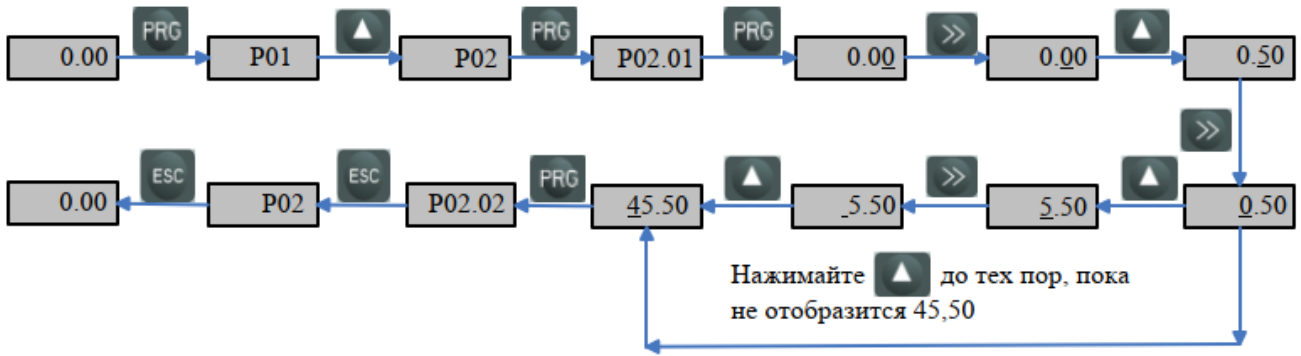 PRG PRG PRG
0.00 P01 P02 P02.01 0.00 0.00 0.50
ESC ESC PRG
0.00 P02 P02.02 45.50 5.50 5.50 0.50
Нажимайте до тех пор, пока
не отобразится 45,50